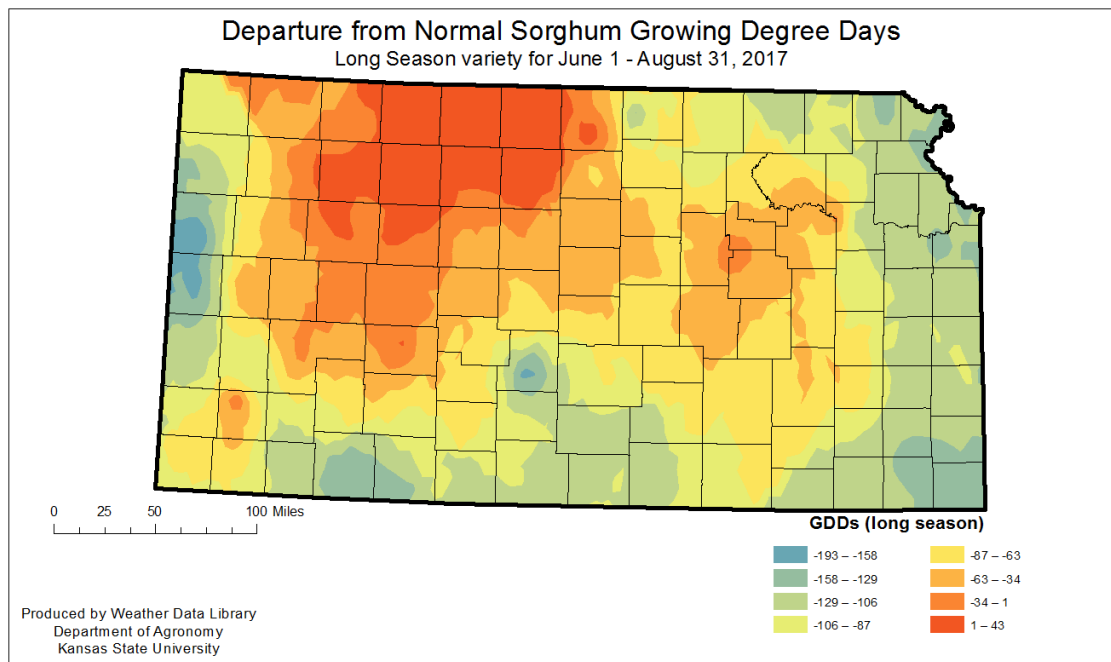 Departure from Normal Sorghum Growing Degree Days
Long Season variety for June 1 - August 31, 2017
0 25 50 100 Miles
GDDs (long season)
-193 – -158
-158 – -129
-129 – -106
-106 – -87
-87 – -63
-63 – -34
-34 – 1
1 – 43
Produced by Weather Data Library
Department of Agronomy
Kansas State University